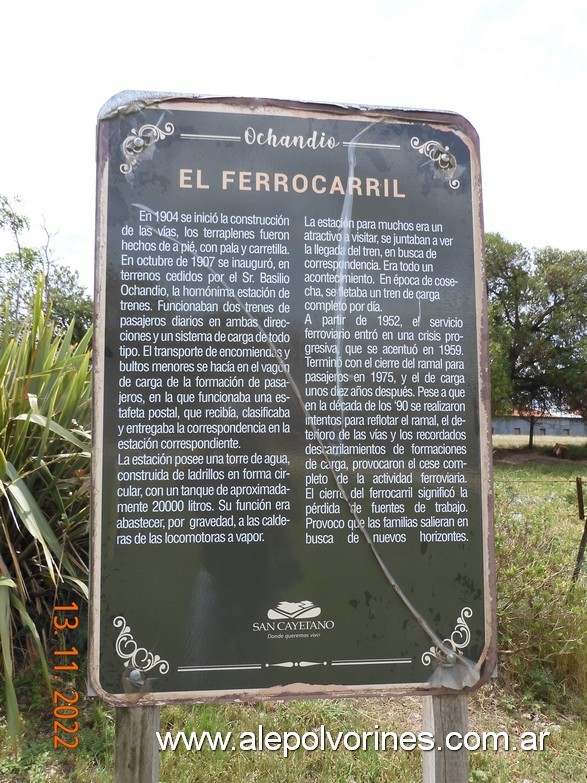 Ochandio
EL FERROCARRIL
En 1904 se inició la construcción
de las vías, los terraplenes fueron
hechos de a pié, con pala y carretilla.
En octubre de 1907 se inauguró, en
terrenos cedidos por el Sr. Basilio
Ochandio, la homónima estación de
trenes. Funcionaban dos trenes de
pasajeros diarios en ambas direc-
ciones y un sistema de carga de todo
tipo. El transporte de encomiendas y
bultos menores se hacía en el vagón
de carga de la formación de pasa-
jeros, en la que funcionaba una es-
tafeta postal, que recibía, clasificaba
y entregaba la correspondencia en la
estación correspondiente.
La estación posee una torre de agua,
construida de ladrillos en forma cir-
cular, con un tanque de aproximada-
mente 20000 litros. Su función era
abastecer, por gravedad, a las calde-
ras de las locomotoras a vapor.
La estación para muchos era un
atractivo a visitar, se juntaban a ver
la llegada del tren, en busca de
correspondencia. Era todo un
acontecimiento. En época de cose-
cha, se fletaba un tren de carga
completo por día.
A partir de 1952, el servicio
ferroviario entró en una crisis pro-
gresiva, que se acentuó en 1959.
Terminó con el cierre del ramal para
pasajeros en 1975, y el de carga
unos diez años después. Pese a que
en la década de los '90 se realizaron
intentos para reflotar el ramal, el de-
terioro de las vías y los recordados
descarrilamientos de formaciones
de carga, provocaron el cese com-
pleto de la actividad ferroviaria.
El cierre del ferrocarril significó la
pérdida de fuentes de trabajo.
Provoco que las familias salieran en
busca de nuevos horizontes.
SAN CAYETANO
Donde queremos vivir
13.11.2022
www.alepolvorines.com.ar